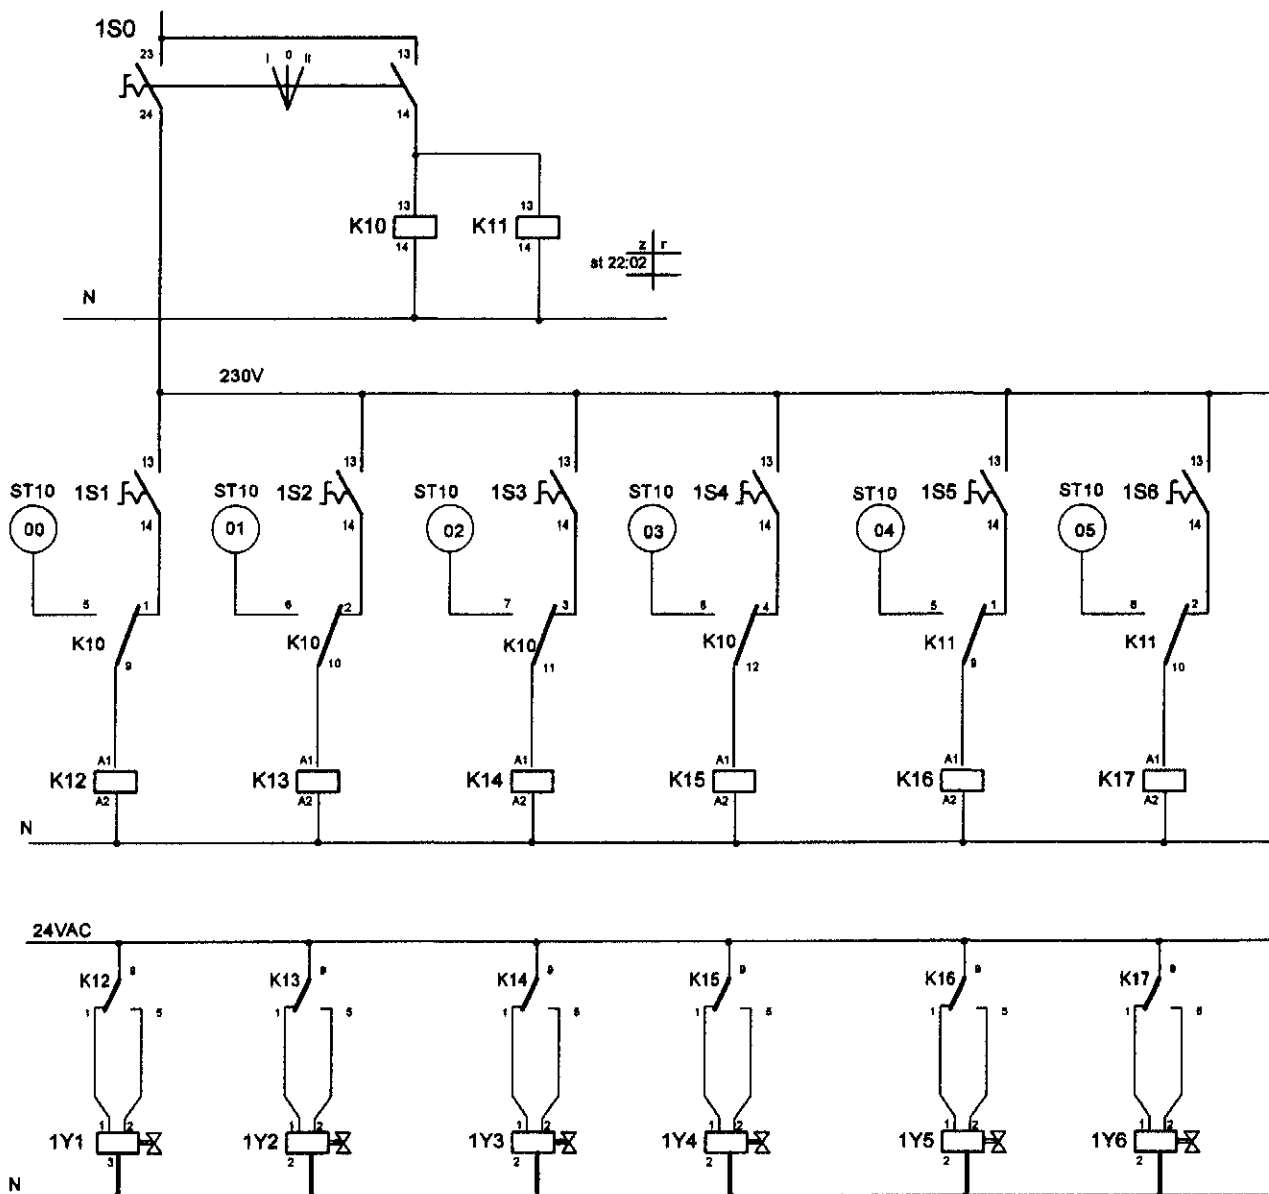 1S0
23 I 0 II 13
24 14
13 13
K10 K11
14 14
z r
st 22:02
N
230V
13 13 13 13 13 13
ST10 1S1 ST10 1S2 ST10 1S3 ST10 1S4 ST10 1S5 ST10 1S6
00 14 01 14 02 14 03 14 04 14 05 14
5 1 6 2 7 3 8 4 5 1 6 2
K10 K10 K10 K10 K11 K11
9 10 11 12 9 10
A1 A1 A1 A1 A1 A1
K12 K13 K14 K15 K16 K17
A2 A2 A2 A2 A2 A2
N
24VAC
K12 9 K13 9 K14 9 K15 9 K16 9 K17 9
1 5 1 5 1 5 1 5 1 5 1 5
1 2 1 2 1 2 1 2 1 2 1 2
1Y1 1Y2 1Y3 1Y4 1Y5 1Y6
3 2 2 2 2 2
N